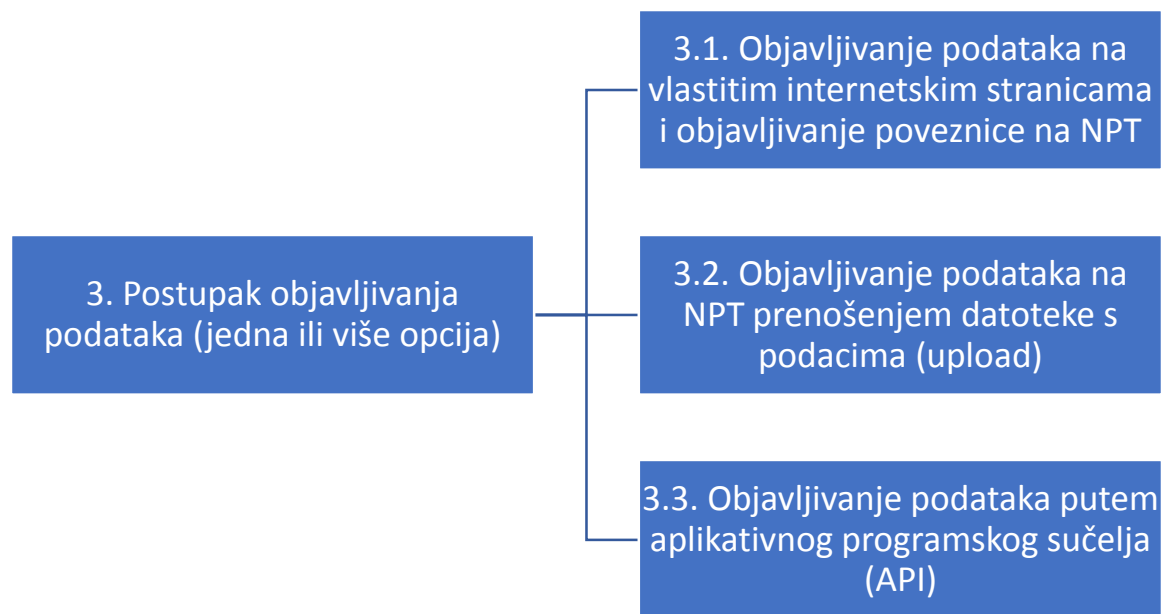 3. Postupak objavljivanja
podataka (jedna ili više opcija)
3.1. Objavljivanje podataka na
vlastitim internetskim stranicama
i objavljivanje poveznice na NPT
3.2. Objavljivanje podataka na
NPT prenošenjem datoteke s
podacima (upload)
3.3. Objavljivanje podataka putem
aplikativnog programskog sučelja
(API)